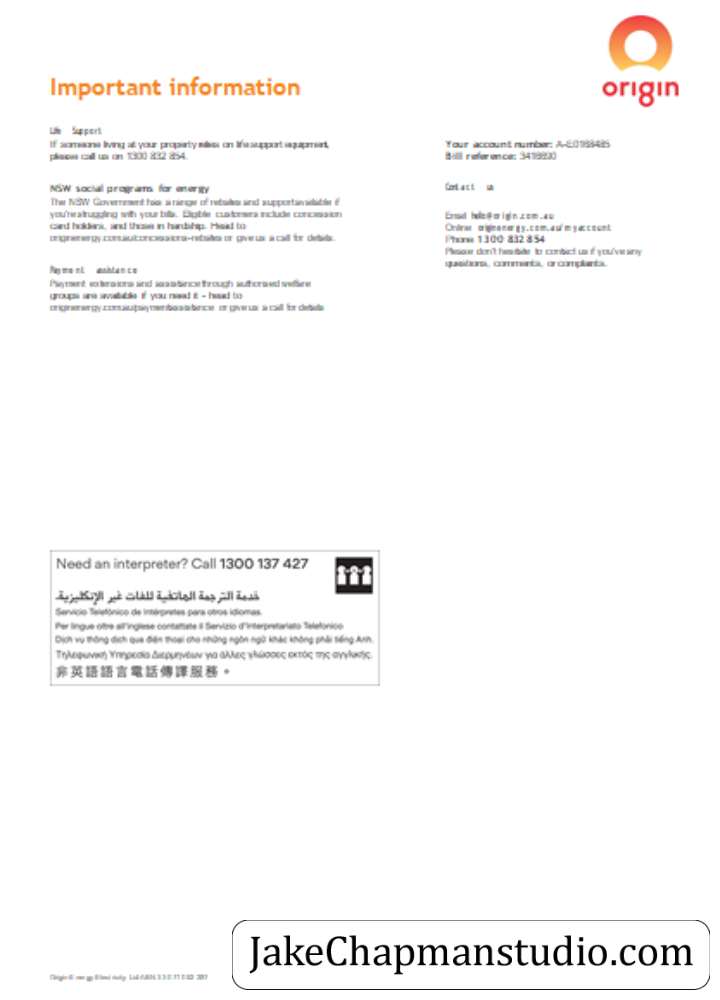 origin
Important information
Life Support
If someone living at your property relies on life support equipment,
please call us on 1300 832 854.
NSW social programs for energy
The NSW Government has a range of rebates and support available if
you're struggling with your bills. Eligible customers include concession
card holders, and those in hardship. Head to
originenergy.com.au/concessions-rebates or give us a call for details.
Payment assistance
Payment extensions and assistance through authorised welfare
groups are available if you need it - head to
originenergy.com.au/paymentassistance or give us a call for details
Your account number:
Bill reference:
Contact us
Email hello@origin.com.au
Online originenergy.com.au/myaccount
Phone 1300 832 854
Please don't hesitate to contact us if you've any
questions, comments, or complaints.
Need an interpreter? Call 1300 137 427
خدمة الترجمة الهاتفية للغات غير الإنكليزية.
Servicio Telefónico de Intérpretes para otros idiomas.
Per lingue oltre all'inglese contattate il Servizio d'Interpretariato Telefonico
Dịch vụ thông dịch qua điện thoại cho những ngôn ngữ khác không phải tiếng Anh.
Τηλεφωνική Υπηρεσία Διερμηνέων για άλλες γλώσσες εκτός της αγγλικής.
非英語語言電話傳譯服務。
Origin Energy Electricity Ltd ABN
JakeChapmanstudio.com